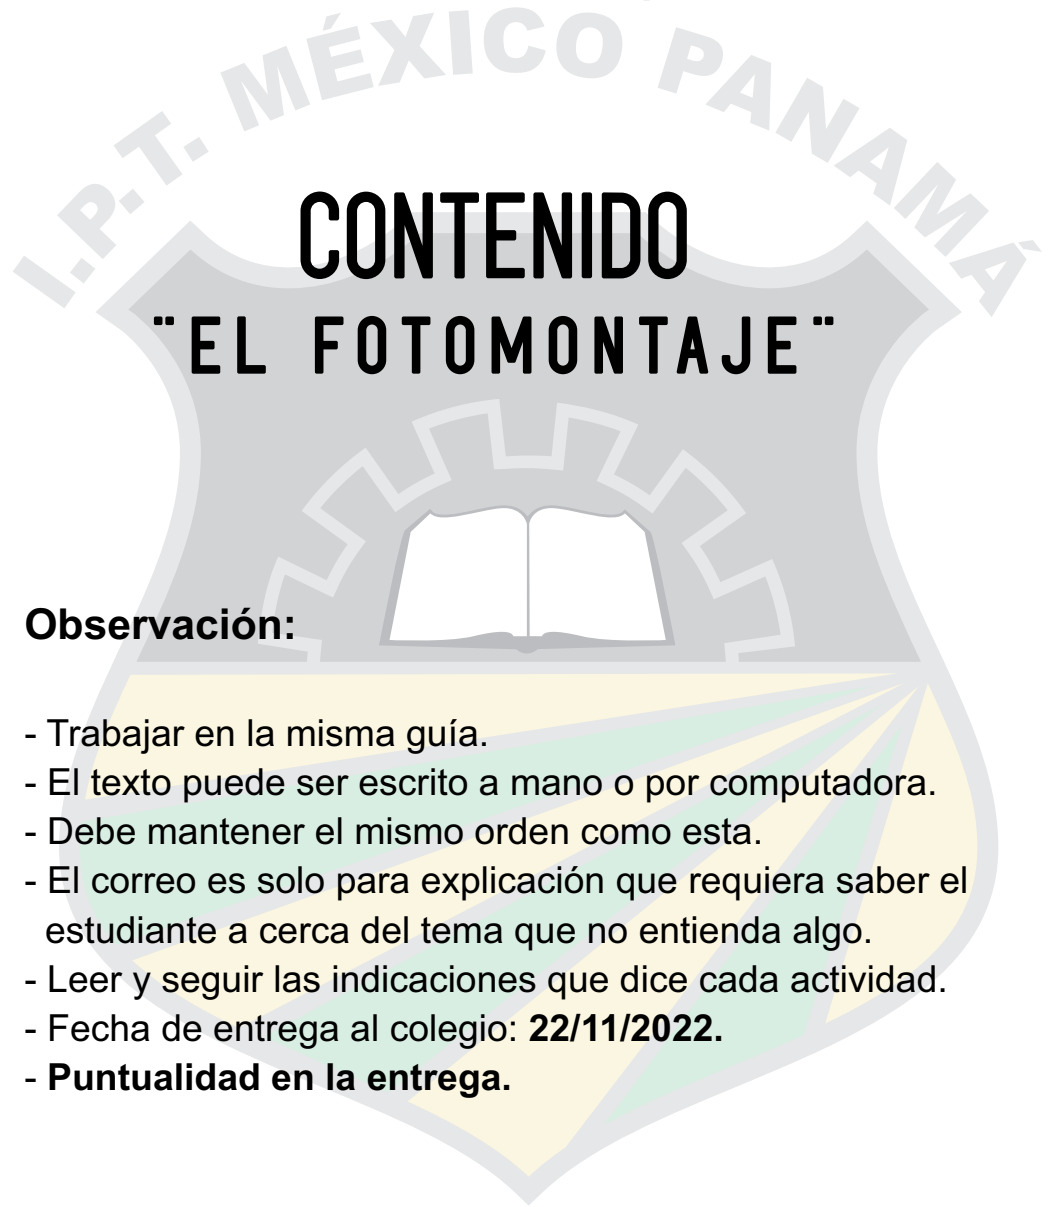 I.P.T. MÉXICO PANAMÁ
CONTENIDO
¨EL FOTOMONTAJE¨
Observación:
- Trabajar en la misma guía.
- El texto puede ser escrito a mano o por computadora.
- Debe mantener el mismo orden como esta.
- El correo es solo para explicación que requiera saber el
estudiante a cerca del tema que no entienda algo.
- Leer y seguir las indicaciones que dice cada actividad.
- Fecha de entrega al colegio: 22/11/2022.
- Puntualidad en la entrega.